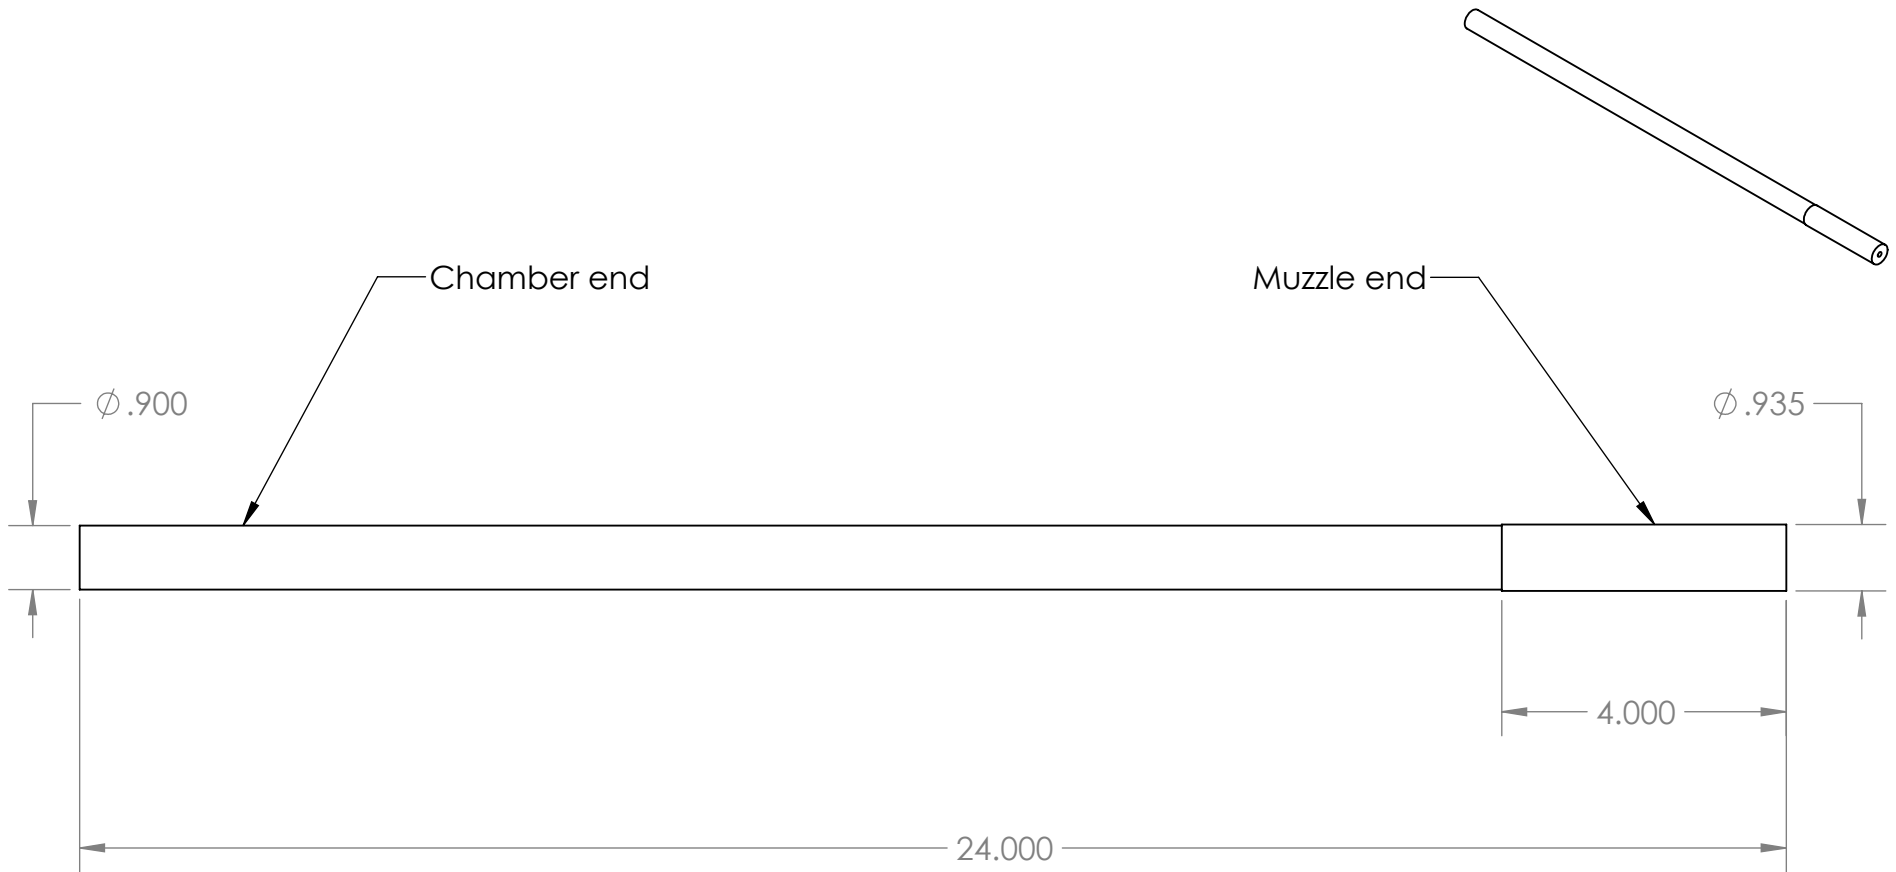 Chamber end
Muzzle end
∅ .900
∅ .935
4.000
24.000